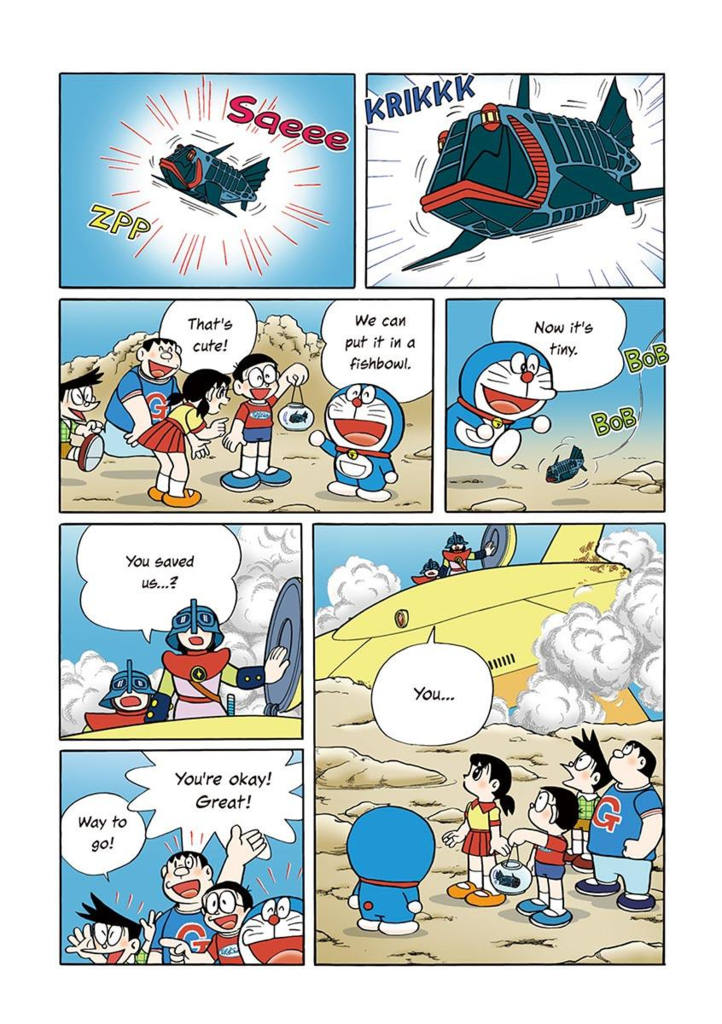 KRIKKK
Sqeee
ZPP
Now it's
tiny.
BOB
BOB
We can
put it in a
fishbowl.
That's
cute!
G
You...
G
You saved
us...?
You're okay!
Great!
Way to
go!
G